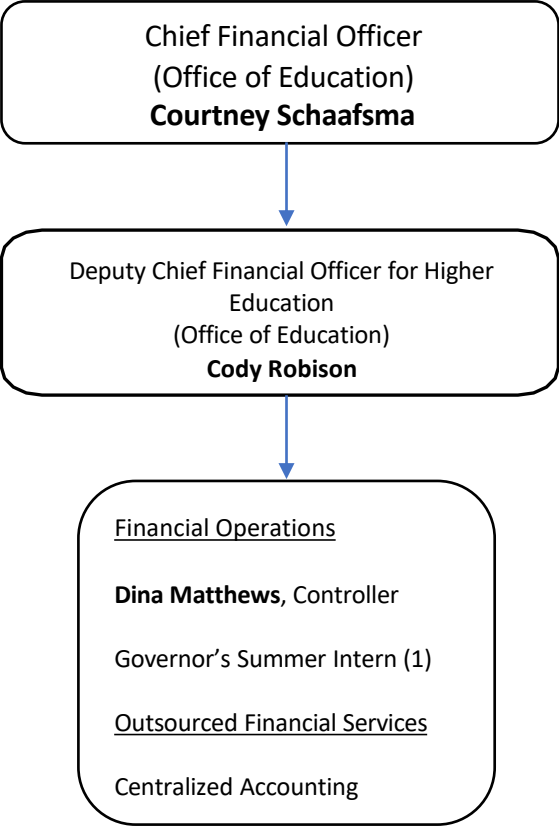 Chief Financial Officer
(Office of Education)
Courtney Schaafsma
Deputy Chief Financial Officer for Higher
Education
(Office of Education)
Cody Robison
Financial Operations
Dina Matthews, Controller
Governor’s Summer Intern (1)
Outsourced Financial Services
Centralized Accounting